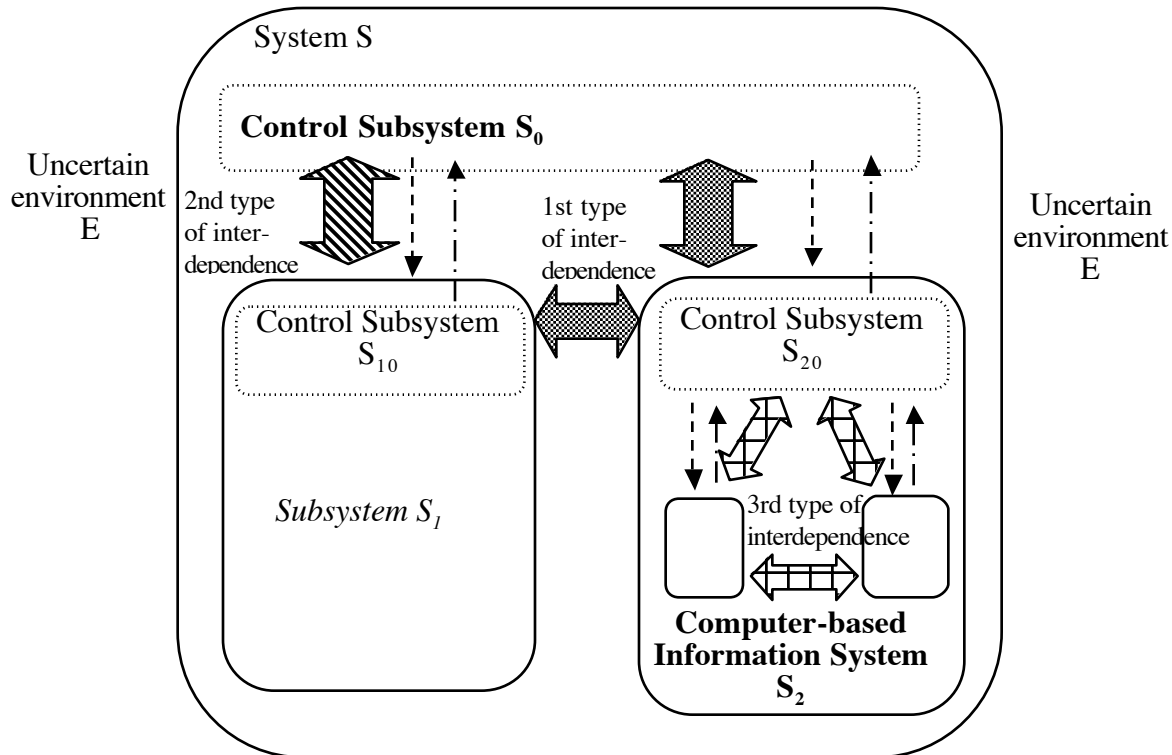 System S
Control Subsystem S₀
Uncertain
environment
E
2nd type
of inter-
dependence
1st type
of inter-
dependence
Uncertain
environment
E
Control Subsystem
S₁₀
Control Subsystem
S₂₀
Subsystem S₁
3rd type of
interdependence
Computer-based
Information System
S₂